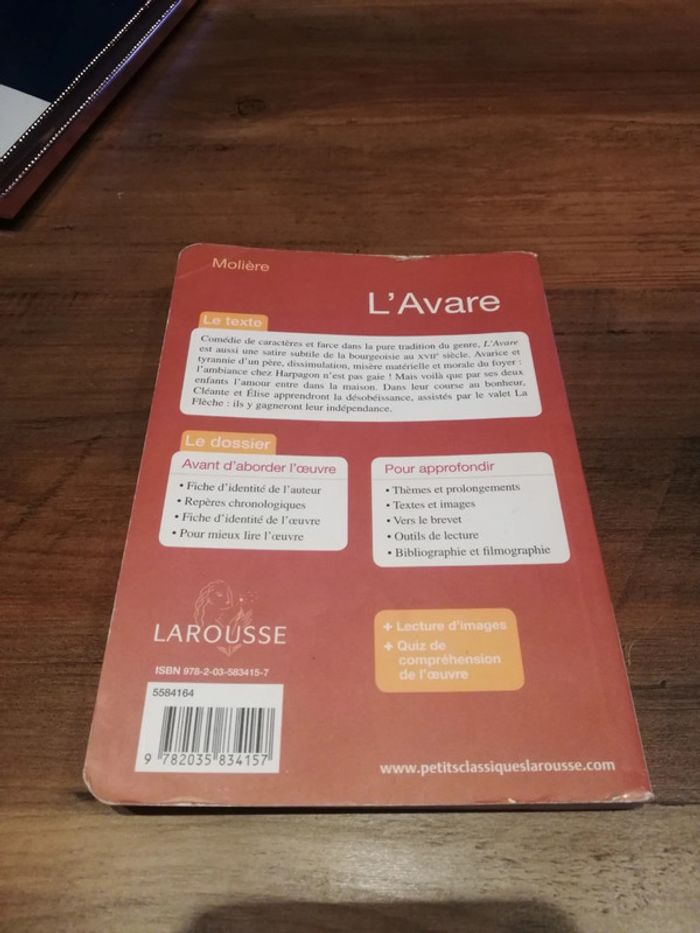 Molière
L'Avare
Le texte
Comédie de caractères et farce dans la pure tradition du genre, L'Avare
est aussi une satire subtile de la bourgeoisie au XVIIe siècle. Avarice et
tyrannie d'un père, dissimulation, misère matérielle et morale du foyer :
l'ambiance chez Harpagon n'est pas gaie ! Mais voilà que par ses deux
enfants l'amour entre dans la maison. Dans leur course au bonheur,
Cléante et Élise apprendront la désobéissance, assistés par le valet La
Flèche : ils y gagneront leur indépendance.
Le dossier
Avant d'aborder l'œuvre
• Fiche d'identité de l'auteur
• Repères chronologiques
• Fiche d'identité de l'œuvre
• Pour mieux lire l'œuvre
Pour approfondir
• Thèmes et prolongements
• Textes et images
• Vers le brevet
• Outils de lecture
• Bibliographie et filmographie
+ Lecture d'images
+ Quiz de
compréhension
de l'œuvre
LAROUSSE
ISBN 978-2-03-583415-7
5584164
9 782035 834157
www.petitsclassiqueslarousse.com